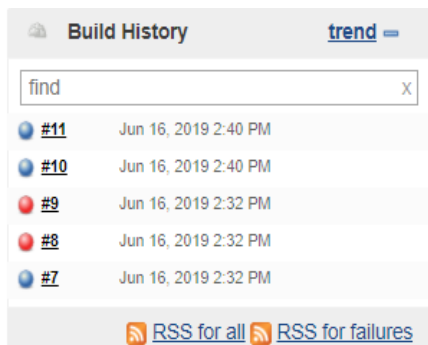 Build History trend
find x
#11 Jun 16, 2019 2:40 PM
#10 Jun 16, 2019 2:40 PM
#9 Jun 16, 2019 2:32 PM
#8 Jun 16, 2019 2:32 PM
#7 Jun 16, 2019 2:32 PM
RSS for all RSS for failures